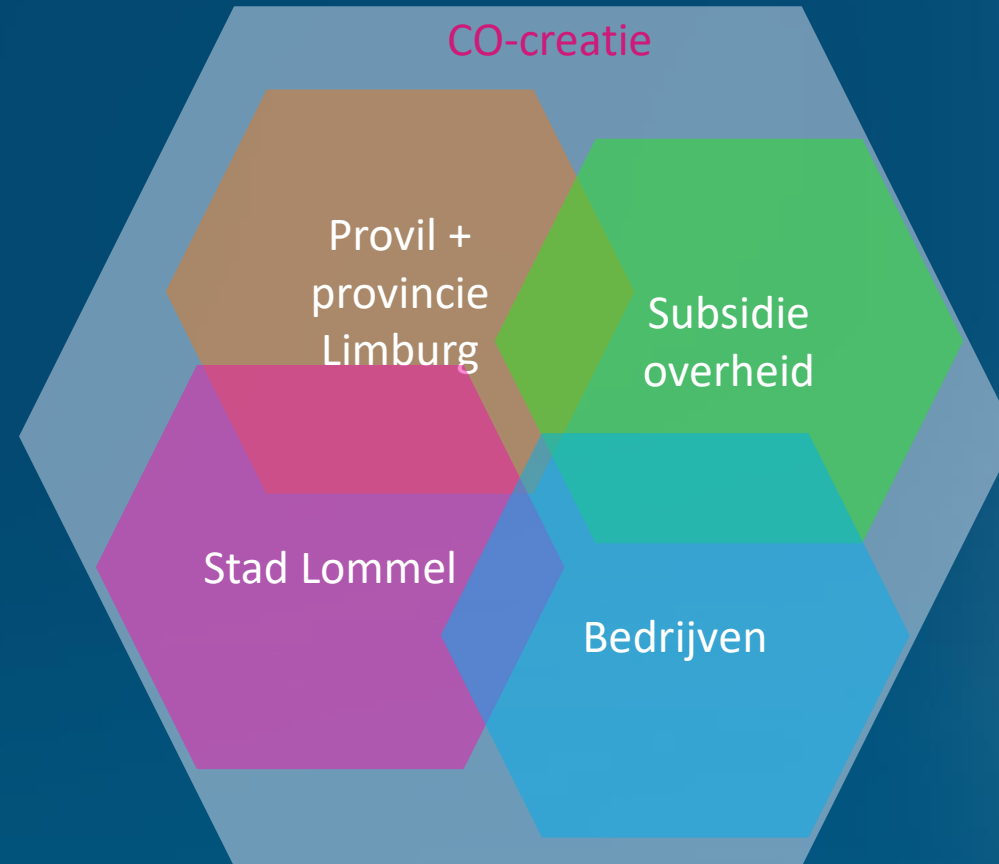 CO-creatie
Provil +
provincie
Limburg
Subsidie
overheid
Stad Lommel
Bedrijven